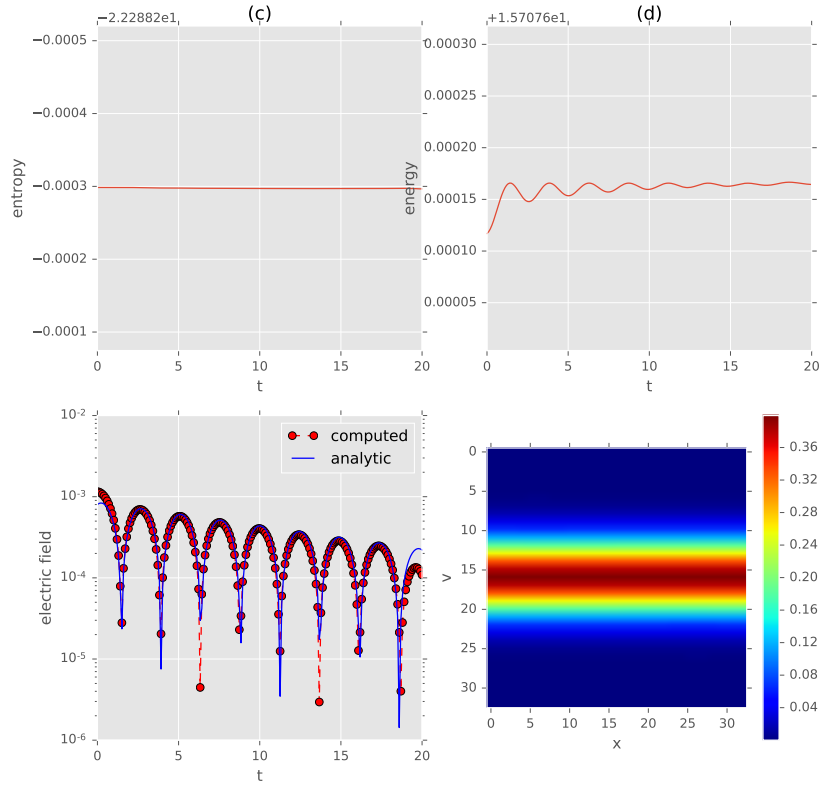 (c)
−2.22882e1
−0.0005
−0.0004
−0.0003
−0.0002
−0.0001
entropy
0 5 10 15 20
t
(d)
+1.57076e1
0.00030
0.00025
0.00020
0.00015
0.00010
0.00005
energy
0 5 10 15 20
t
10-2
10-3
10-4
10-5
10-6
electric field
computed
analytic
0 5 10 15 20
t
0
5
10
15
20
25
30
v
0 5 10 15 20 25 30
x
0.36
0.32
0.28
0.24
0.20
0.16
0.12
0.08
0.04